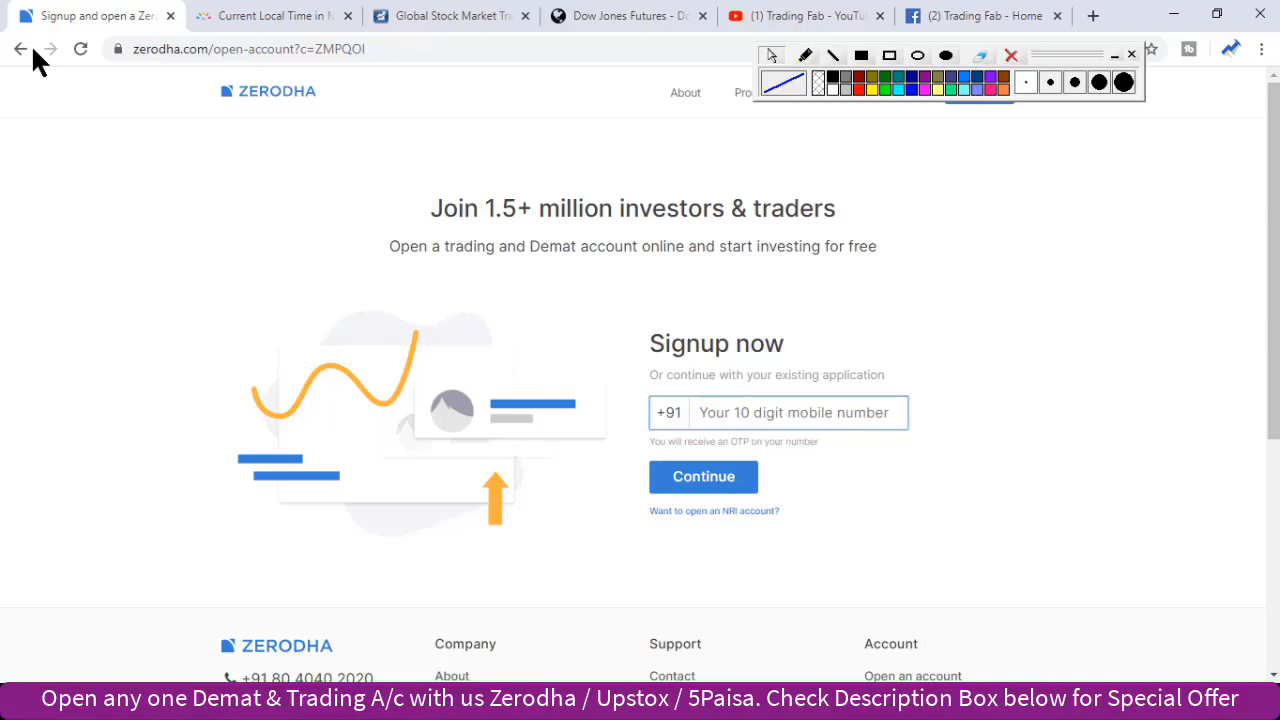 Signup and open a Zer
Current Local Time in N
Global Stock Market Tra
Dow Jones Futures - Do
(1) Trading Fab - YouTu
(2) Trading Fab - Home
zerodha.com/open-account?c=ZMPQOI
ZERODHA
About
Pro
Join 1.5+ million investors & traders
Open a trading and Demat account online and start investing for free
Signup now
Or continue with your existing application
+91 Your 10 digit mobile number
You will receive an OTP on your number
Continue
Want to open an NRI account?
ZERODHA
Company
Support
Account
+91 80 4040 2020
About
Contact
Open an account
Open any one Demat & Trading A/c with us Zerodha / Upstox / 5Paisa. Check Description Box below for Special Offer